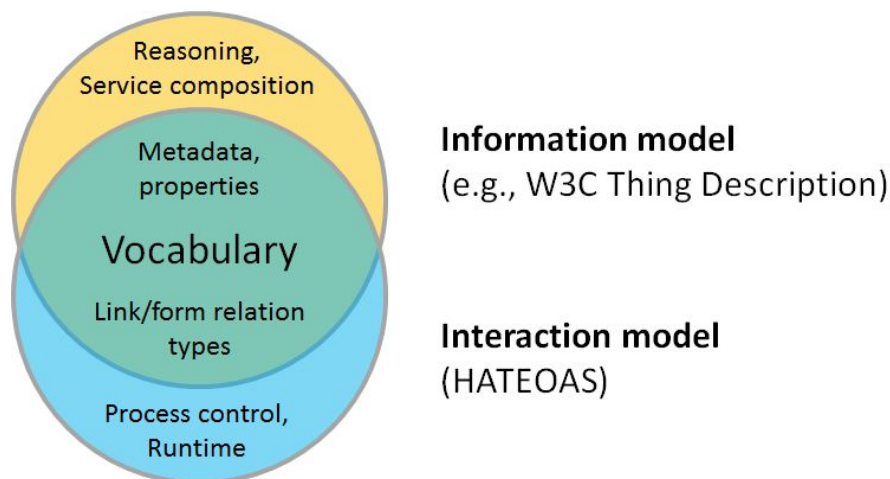 Reasoning,
Service composition
Metadata,
properties
Vocabulary
Link/form relation
types
Process control,
Runtime
Information model
(e.g., W3C Thing Description)
Interaction model
(HATEOAS)